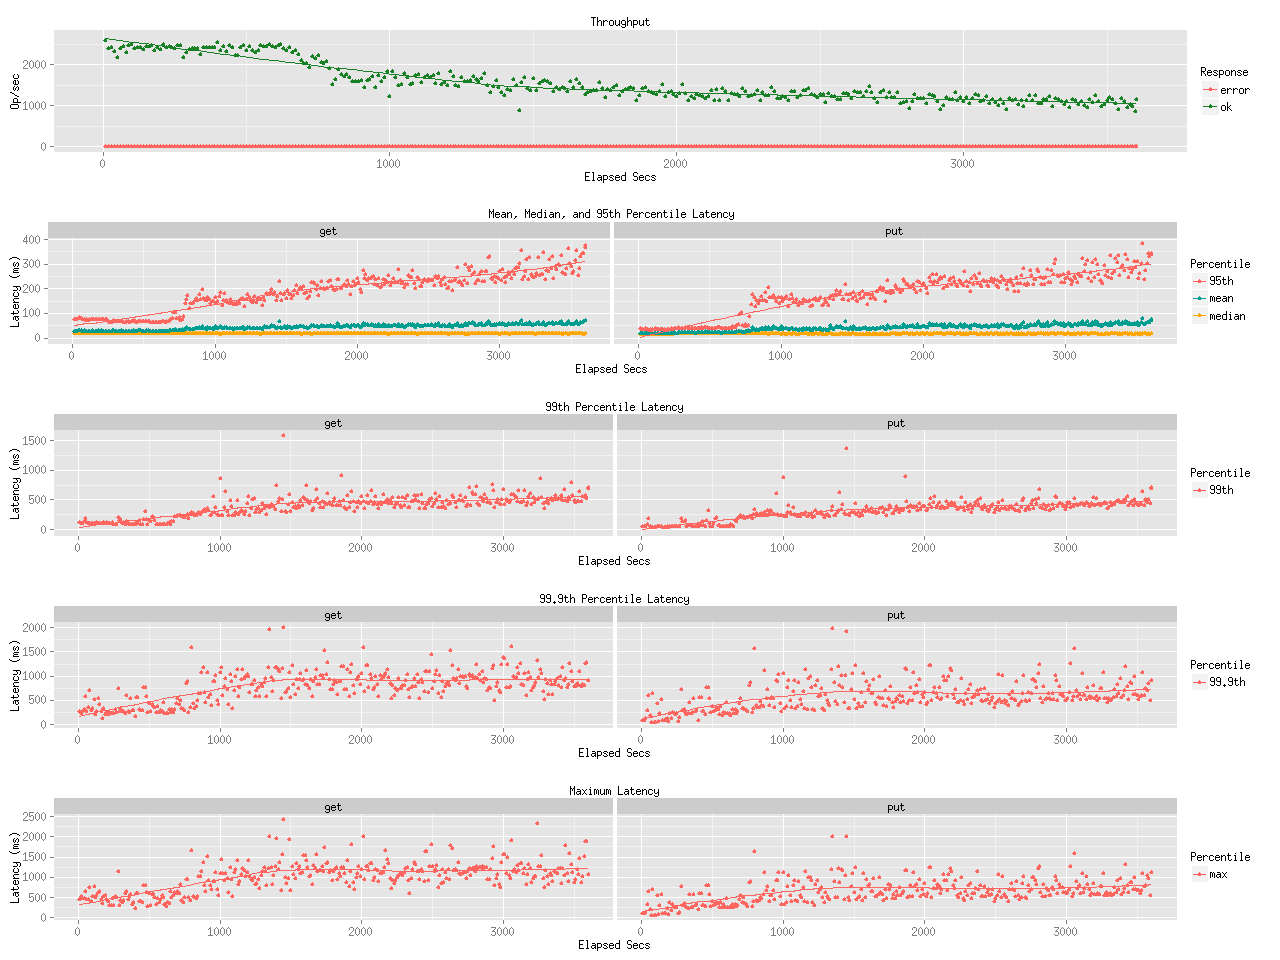 Throughput
Op/sec
2000
1000
0
0 1000 2000 3000
Elapsed Secs
Response
error
ok
Mean, Median, and 95th Percentile Latency
get put
Latency (ms)
400
300
200
100
0
0 1000 2000 3000 0 1000 2000 3000
Elapsed Secs
Percentile
95th
mean
median
99th Percentile Latency
get put
Latency (ms)
1500
1000
500
0
0 1000 2000 3000 0 1000 2000 3000
Elapsed Secs
Percentile
99th
99.9th Percentile Latency
get put
Latency (ms)
2000
1500
1000
500
0
0 1000 2000 3000 0 1000 2000 3000
Elapsed Secs
Percentile
99.9th
Maximum Latency
get put
Latency (ms)
2500
2000
1500
1000
500
0
0 1000 2000 3000 0 1000 2000 3000
Elapsed Secs
Percentile
max